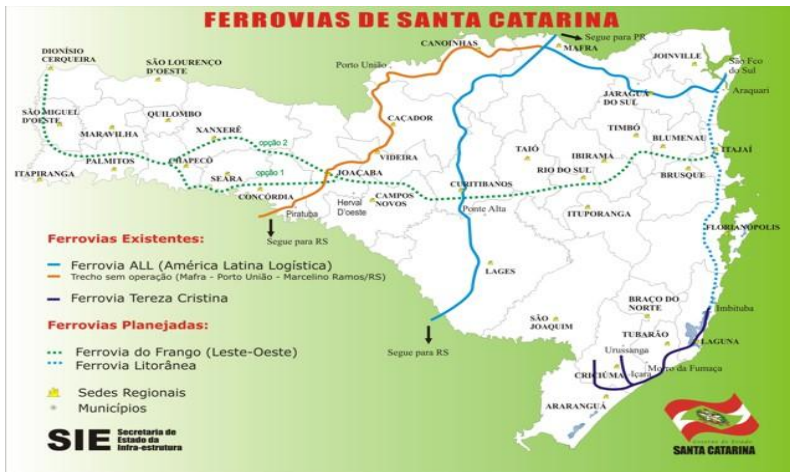 FERROVIAS DE SANTA CATARINA
Segue para PR
CANOINHAS
MAFRA
DIONÍSIO
CERQUEIRA
SÃO LOURENÇO
D'OESTE
Porto União
JOINVILLE
São Fco
do Sul
Araquari
JARAGUÁ
DO SUL
SÃO MIGUEL
D'OESTE
MARAVILHA
QUILOMBO
XANXERÊ
CAÇADOR
TIMBÓ
BLUMENAU
opção 2
VIDEIRA
TAIÓ
IBIRAMA
ITAJÁÍ
PALMITOS
CHAPECÓ
SEARA
opção 1
JOAÇABA
RIO DO SUL
BRUSQUE
ITAPIRANGA
CONCÓRDIA
CURITIBANOS
CAMPOS
NOVOS
Herval
D'oeste
Piratuba
Ponte Alta
ITUPORANGA
FLORIANÓPOLIS
Segue para RS
Ferrovias Existentes:
Ferrovia ALL (América Latina Logística)
Trecho sem operação (Mafra - Porto União - Marcelino Ramos/RS)
Ferrovia Tereza Cristina
LAGES
BRAÇO DO
NORTE
Imbituba
Ferrovias Planejadas:
SÃO
JOAQUIM
TUBARÃO
LAGUNA
Ferrovia do Frango (Leste-Oeste)
Ferrovia Litorânea
Segue para RS
Urussanga
CRICIÚMA
Içara
Morro da Fumaça
Sedes Regionais
Municípios
ARARANGUÁ
SIE
Secretaria de
Estado da
Infra-estrutura
Governo do Estado
SANTA CATARINA